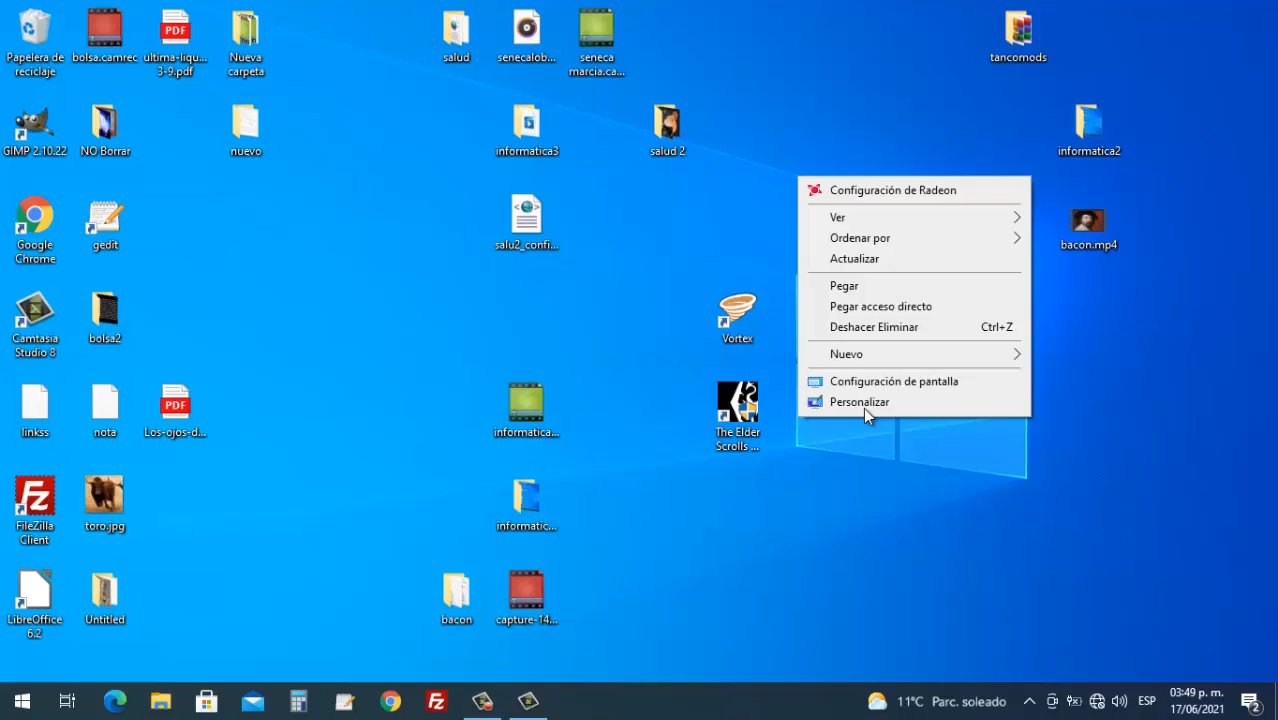 Papelera de
reciclaje
bolsa.camrec
ultima-liqu...
3-9.pdf
Nueva
carpeta
salud
senecalob...
seneca
marcia.ca...
tancomods
GIMP 2.10.22
NO Borrar
nuevo
informatica3
salud 2
informatica2
Google
Chrome
gedit
salu2_confi...
bacon.mp4
Camtasia
Studio 8
bolsa2
Vortex
linkss
nota
PDF
PDF
Los-ojos-d...
informatica...
The Elder
Scrolls ...
FileZilla
Client
toro.jpg
informatic...
LibreOffice
6.2
Untitled
bacon
capture-14...
Configuración de Radeon
Ver
Ordenar por
Actualizar
Pegar
Pegar acceso directo
Deshacer Eliminar Ctrl+Z
Nuevo
Configuración de pantalla
Personalizar
11°C Parc. soleado
ESP
03:49 p. m.
17/06/2021
2